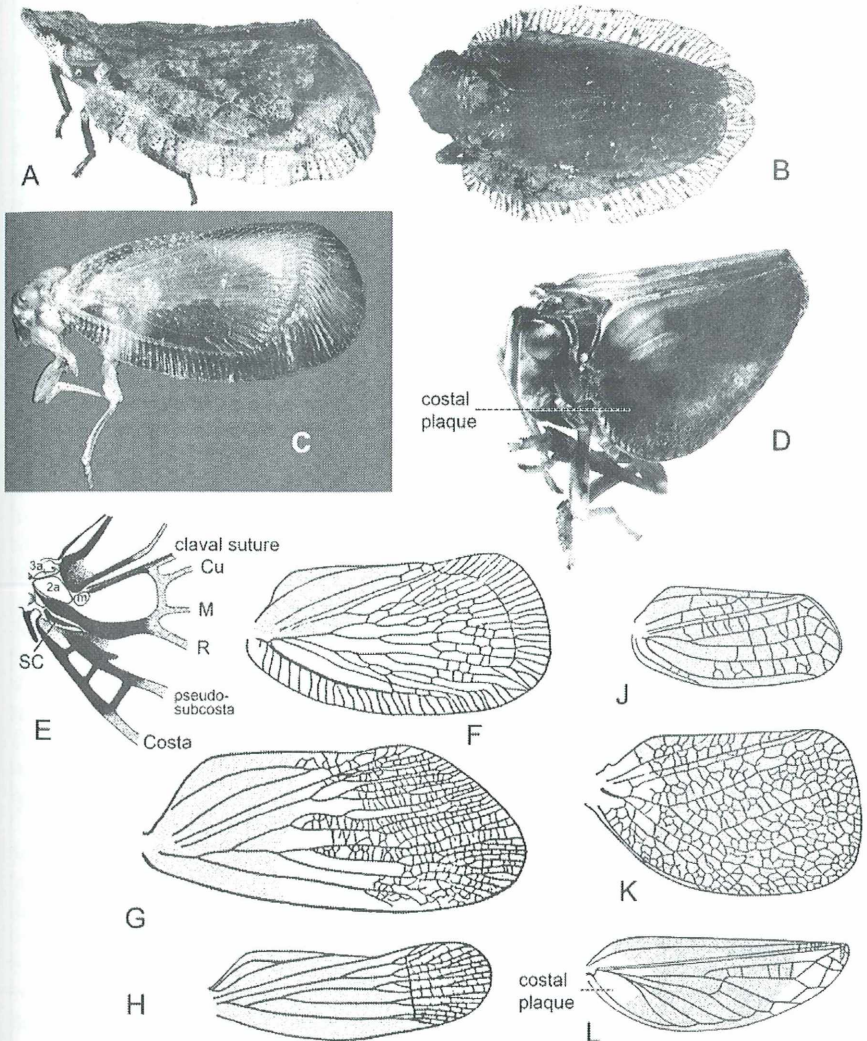 A
B
C
costal
plaque
D
claval suture
3a
2a
m
Cu
M
R
SC
pseudo-
subcosta
Costa
E
F
J
G
K
H
costal
plaque
L